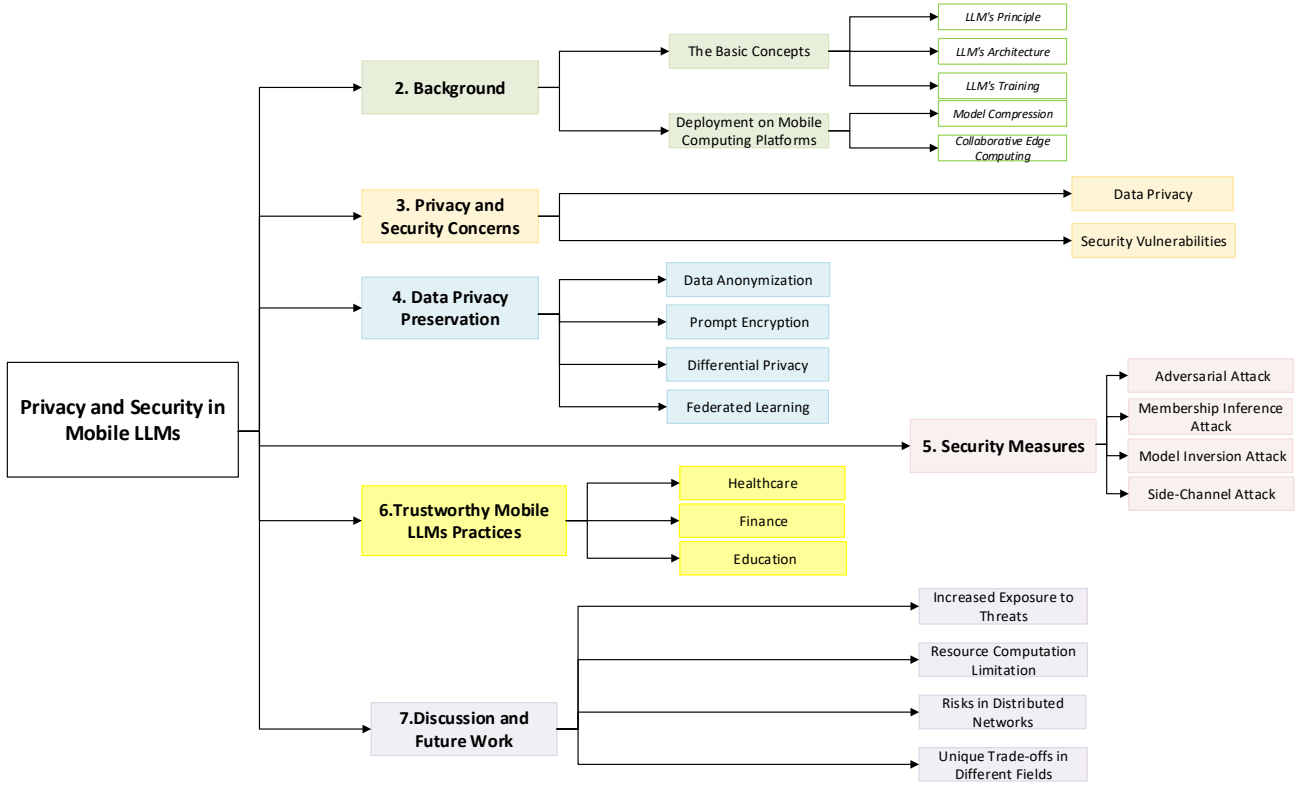 Privacy and Security in
Mobile LLMs
2. Background
The Basic Concepts
LLM's Principle
LLM's Architecture
LLM's Training
Deployment on Mobile
Computing Platforms
Model Compression
Collaborative Edge
Computing
3. Privacy and
Security Concerns
Data Privacy
Security Vulnerabilities
4. Data Privacy
Preservation
Data Anonymization
Prompt Encryption
Differential Privacy
Federated Learning
5. Security Measures
Adversarial Attack
Membership Inference
Attack
Model Inversion Attack
Side-Channel Attack
6.Trustworthy Mobile
LLMs Practices
Healthcare
Finance
Education
7.Discussion and
Future Work
Increased Exposure to
Threats
Resource Computation
Limitation
Risks in Distributed
Networks
Unique Trade-offs in
Different Fields